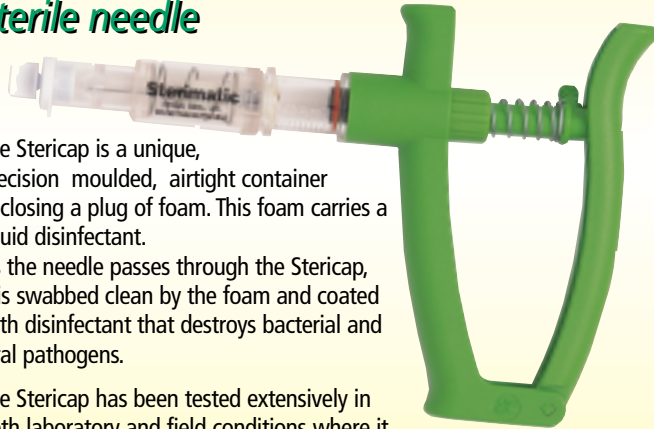 terile needle
Sterimatic
e Stericap is a unique,
ecision moulded, airtight container
closing a plug of foam. This foam carries a
uid disinfectant.
the needle passes through the Stericap,
is swabbed clean by the foam and coated
th disinfectant that destroys bacterial and
al pathogens.
e Stericap has been tested extensively in
th laboratory and field conditions where it